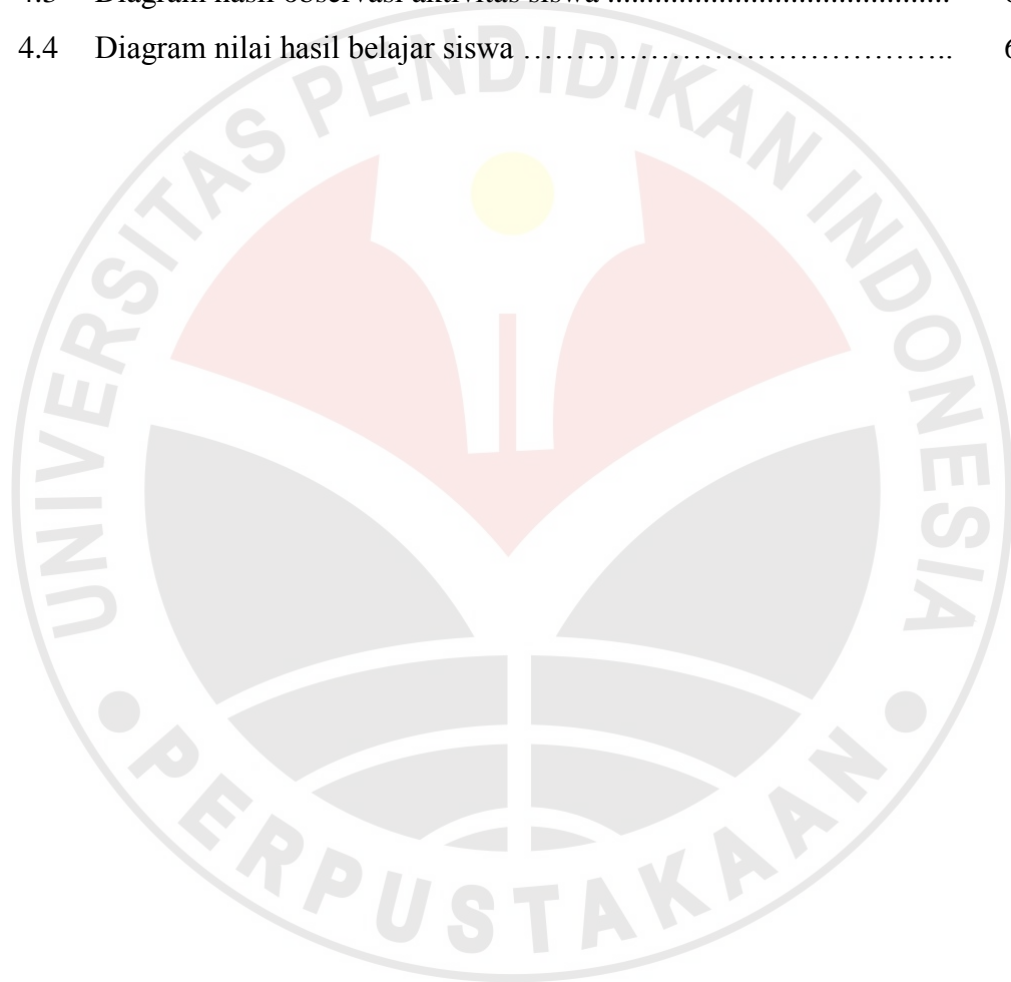 Diagram hasil observasi aktivitas siswa ............................................
4.4 Diagram nilai hasil belajar siswa …………………………………..
UNIVERSITAS PENDIDIKAN INDONESIA
PERPUSTAKAAN